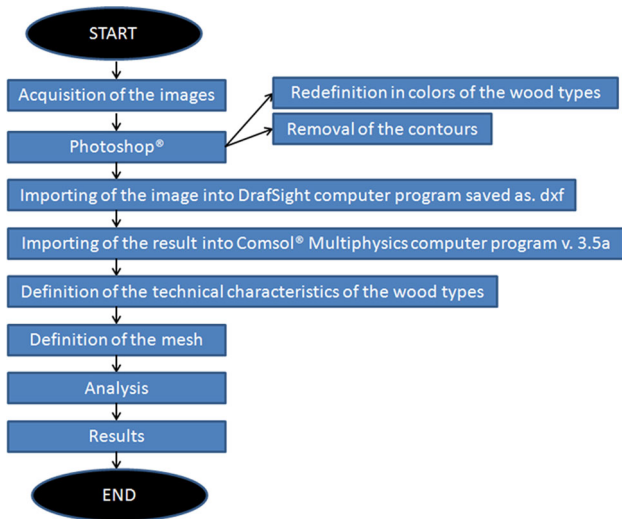 START
Acquisition of the images
Redefinition in colors of the wood types
Removal of the contours
Photoshop®
Importing of the image into DrafSight computer program saved as. dxf
Importing of the result into Comsol® Multiphysics computer program v. 3.5a
Definition of the technical characteristics of the wood types
Definition of the mesh
Analysis
Results
END